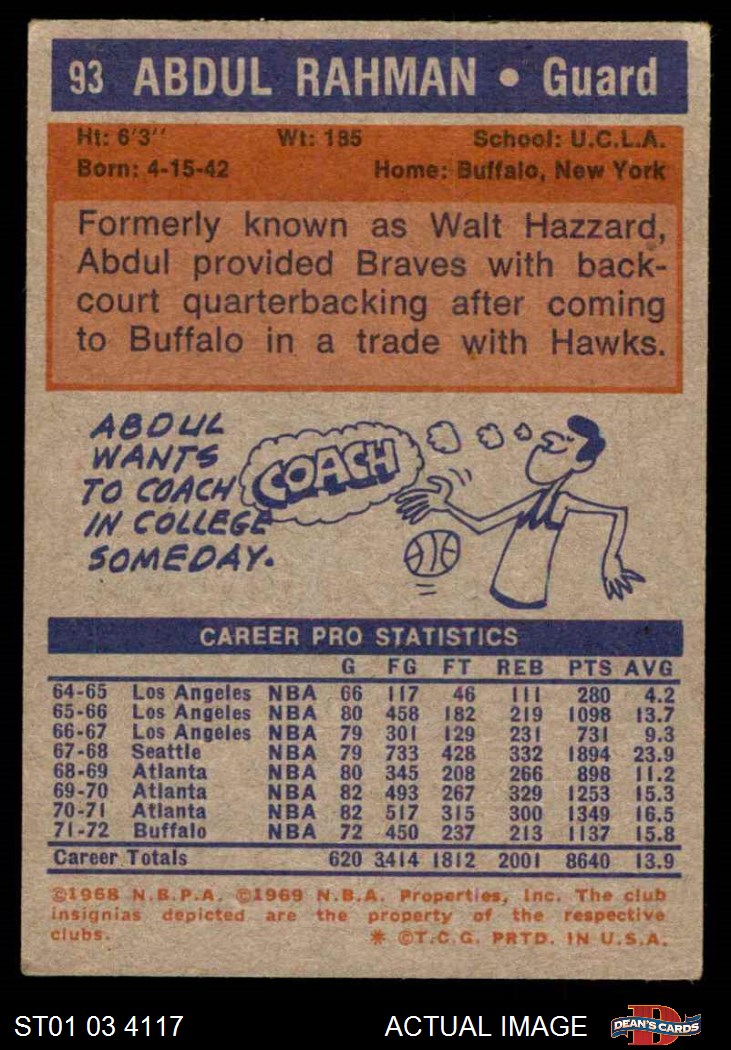 93 ABDUL RAHMAN • Guard
Ht: 6'3'' Wt: 185 School: U.C.L.A.
Born: 4-15-42 Home: Buffalo, New York
Formerly known as Walt Hazzard,
Abdul provided Braves with back-
court quarterbacking after coming
to Buffalo in a trade with Hawks.
ABDUL
WANTS
TO COACH
IN COLLEGE
SOMEDAY.
COACH
CAREER PRO STATISTICS
G FG FT REB PTS AVG
64-65 Los Angeles NBA 66 117 46 111 280 4.2
65-66 Los Angeles NBA 80 458 182 219 1098 13.7
66-67 Los Angeles NBA 79 301 129 231 731 9.3
67-68 Seattle NBA 79 733 428 332 1894 23.9
68-69 Atlanta NBA 80 345 208 266 898 11.2
69-70 Atlanta NBA 82 493 267 329 1253 15.3
70-71 Atlanta NBA 82 517 315 300 1349 16.5
71-72 Buffalo NBA 72 450 237 213 1137 15.8
Career Totals 620 3414 1812 2001 8640 13.9
©1968 N.B.P.A. ©1969 N.B.A. Properties, Inc. The club
insignias depicted are the property of the respective
clubs. * ©T.C.G. PRTD. IN U.S.A.
ST01 03 4117 ACTUAL IMAGE D DEAN'S CARDS